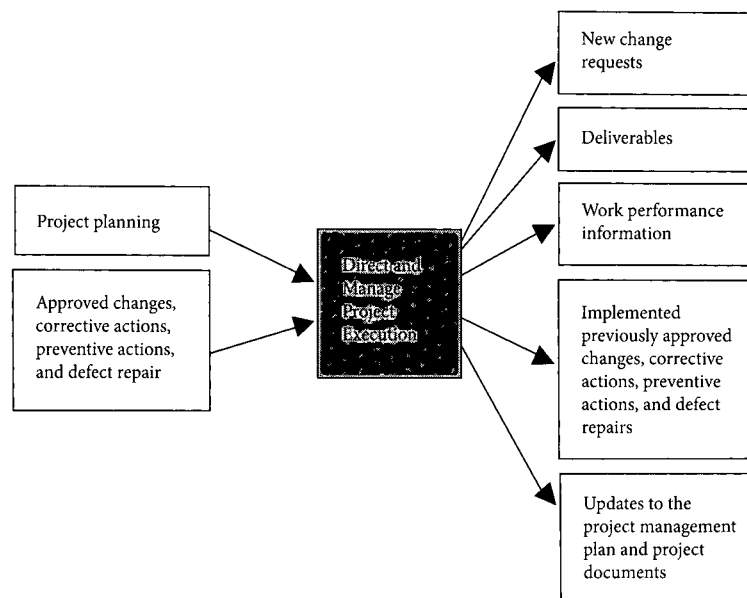 Project planning
Approved changes,
corrective actions,
preventive actions,
and defect repair
Direct and
Manage
Project
Execution
New change
requests
Deliverables
Work performance
information
Implemented
previously approved
changes, corrective
actions, preventive
actions, and defect
repairs
Updates to the
project management
plan and project
documents